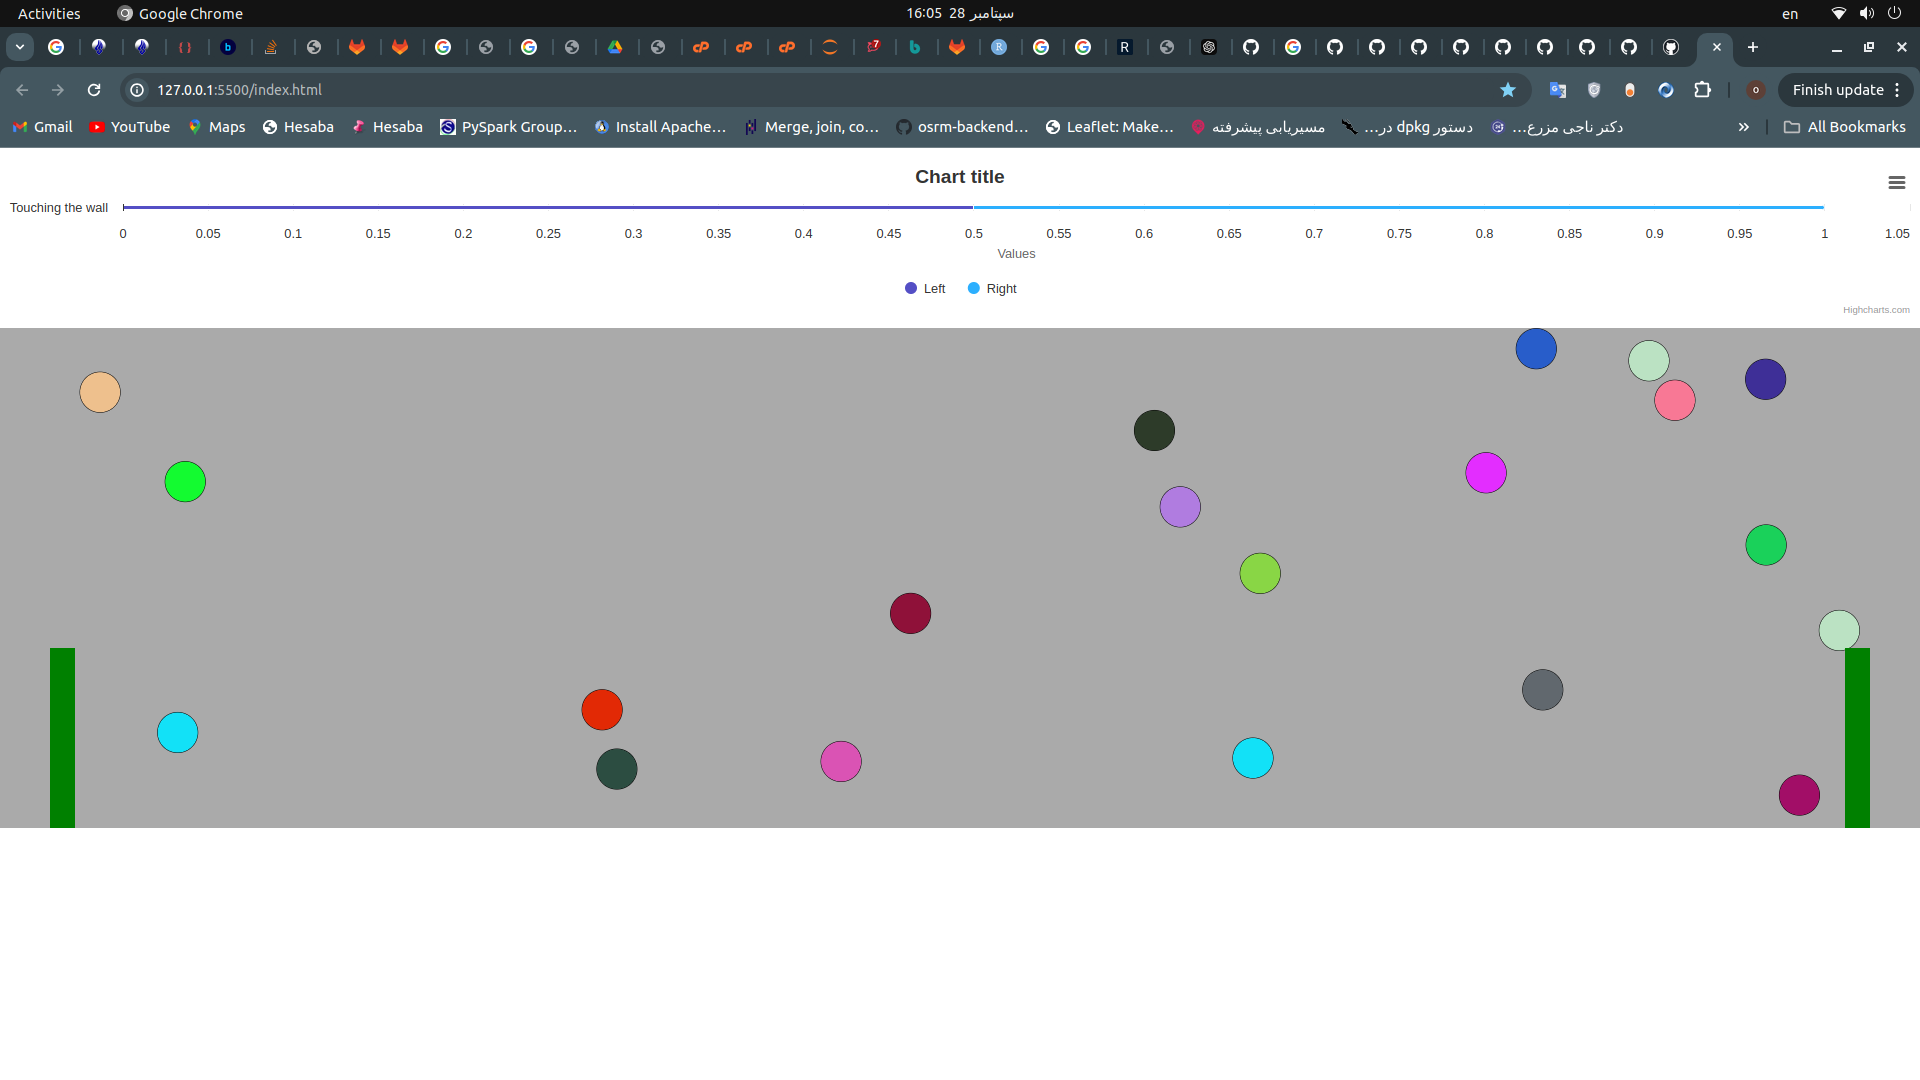 Activities Google Chrome 16:05 28 سپتامبر en
127.0.0.1:5500/index.html Finish update
Gmail YouTube Maps Hesaba Hesaba PySpark Group… Install Apache… Merge, join, co… osrm-backend… Leaflet: Make… مسیریابی پیشرفته دستور dpkg در… دکتر ناجی مزرع… » All Bookmarks
Chart title
Touching the wall
0 0.05 0.1 0.15 0.2 0.25 0.3 0.35 0.4 0.45 0.5 0.55 0.6 0.65 0.7 0.75 0.8 0.85 0.9 0.95 1 1.05
Values
Left Right
Highcharts.com